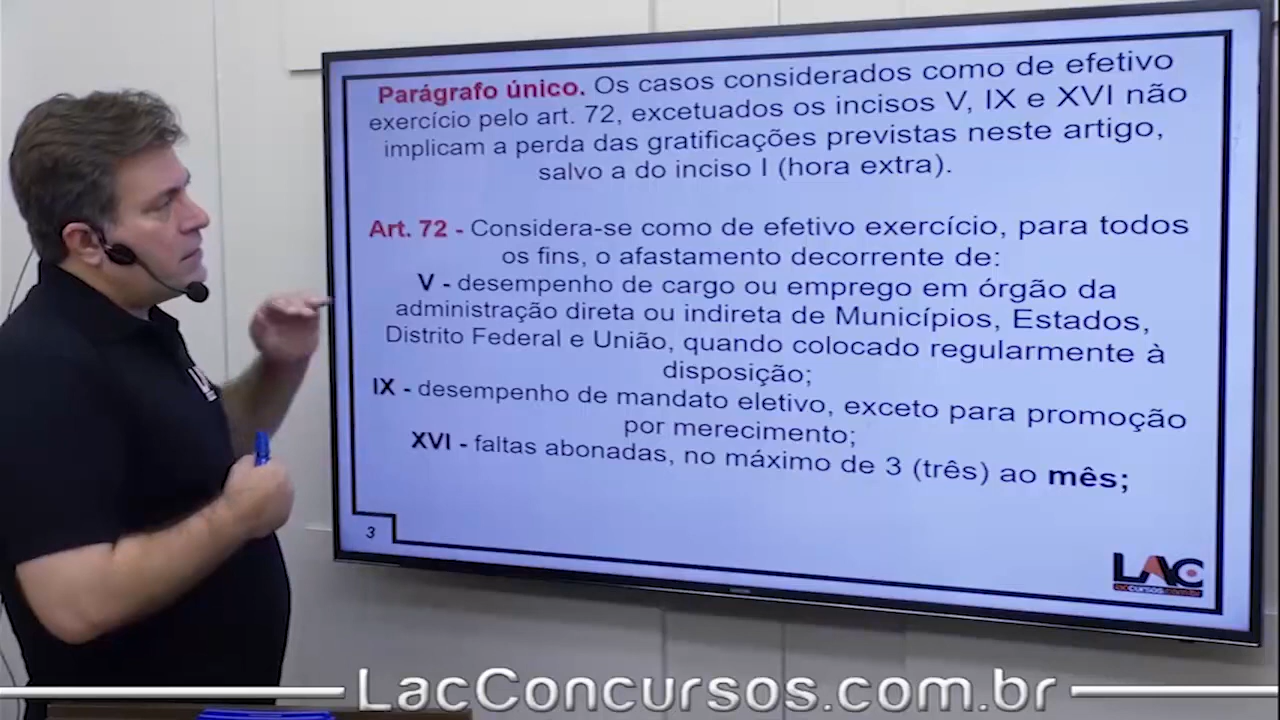 Parágrafo único. Os casos considerados como de efetivo
exercício pelo art. 72, excetuados os incisos V, IX e XVI não
implicam a perda das gratificações previstas neste artigo,
salvo a do inciso I (hora extra).
Art. 72 - Considera-se como de efetivo exercício, para todos
os fins, o afastamento decorrente de:
V - desempenho de cargo ou emprego em órgão da
administração direta ou indireta de Municípios, Estados,
Distrito Federal e União, quando colocado regularmente à
disposição;
IX - desempenho de mandato eletivo, exceto para promoção
por merecimento;
XVI - faltas abonadas, no máximo de 3 (três) ao mês;
3
LAC
laccursos.com.br
LacConcursos.com.br